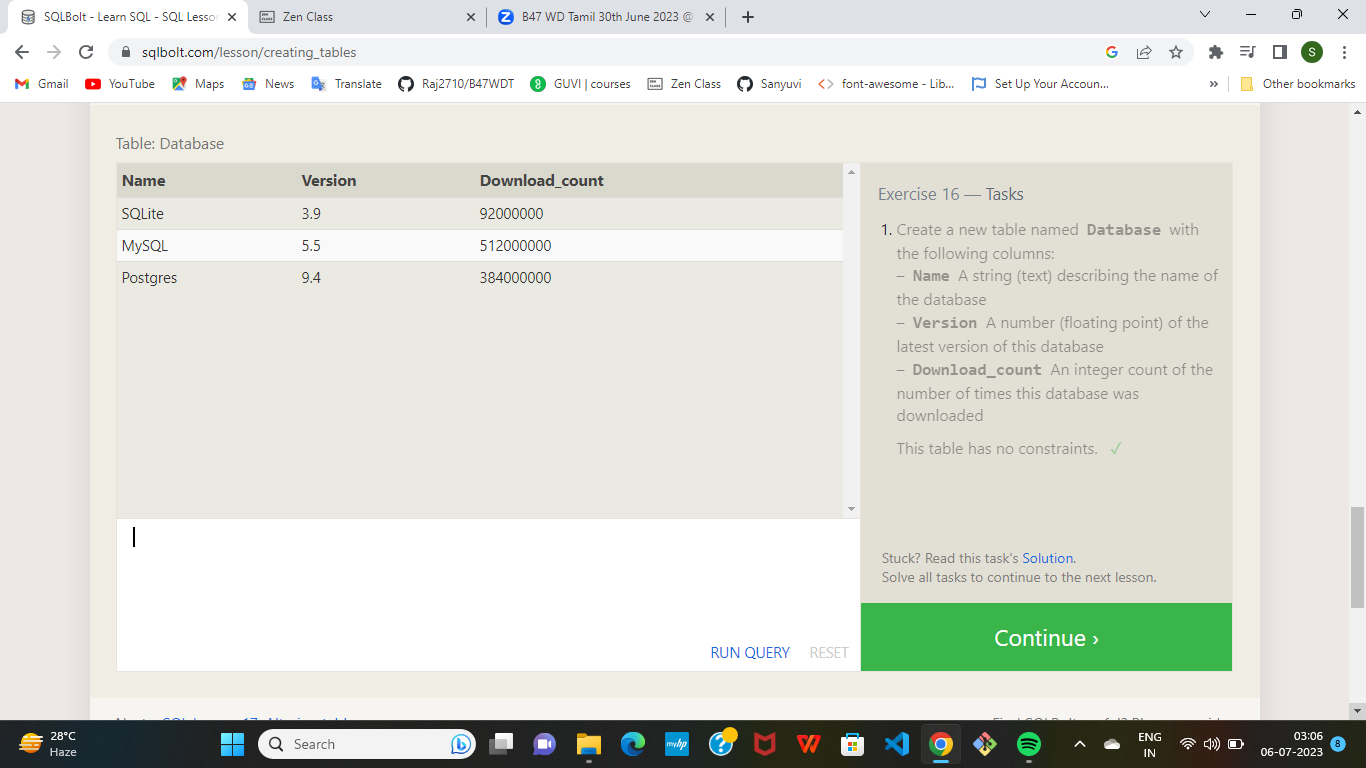 SQLBolt - Learn SQL - SQL Lesson
Zen Class
B47 WD Tamil 30th June 2023 @
sqlbolt.com/lesson/creating_tables
S
Gmail
YouTube
Maps
News
Translate
Raj2710/B47WDT
GUVI | courses
Zen Class
Sanyuvi
font-awesome - Lib...
Set Up Your Accoun...
»
Other bookmarks
Table: Database
Name Version Download_count
SQLite 3.9 92000000
MySQL 5.5 512000000
Postgres 9.4 384000000
RUN QUERY RESET
Exercise 16 — Tasks
1. Create a new table named Database with
the following columns:
– Name A string (text) describing the name of
the database
– Version A number (floating point) of the
latest version of this database
– Download_count An integer count of the
number of times this database was
downloaded
This table has no constraints. ✓
Stuck? Read this task's Solution.
Solve all tasks to continue to the next lesson.
Continue ›
28°C
Haze
Search
myhp
ENG
IN
03:06
06-07-2023
8